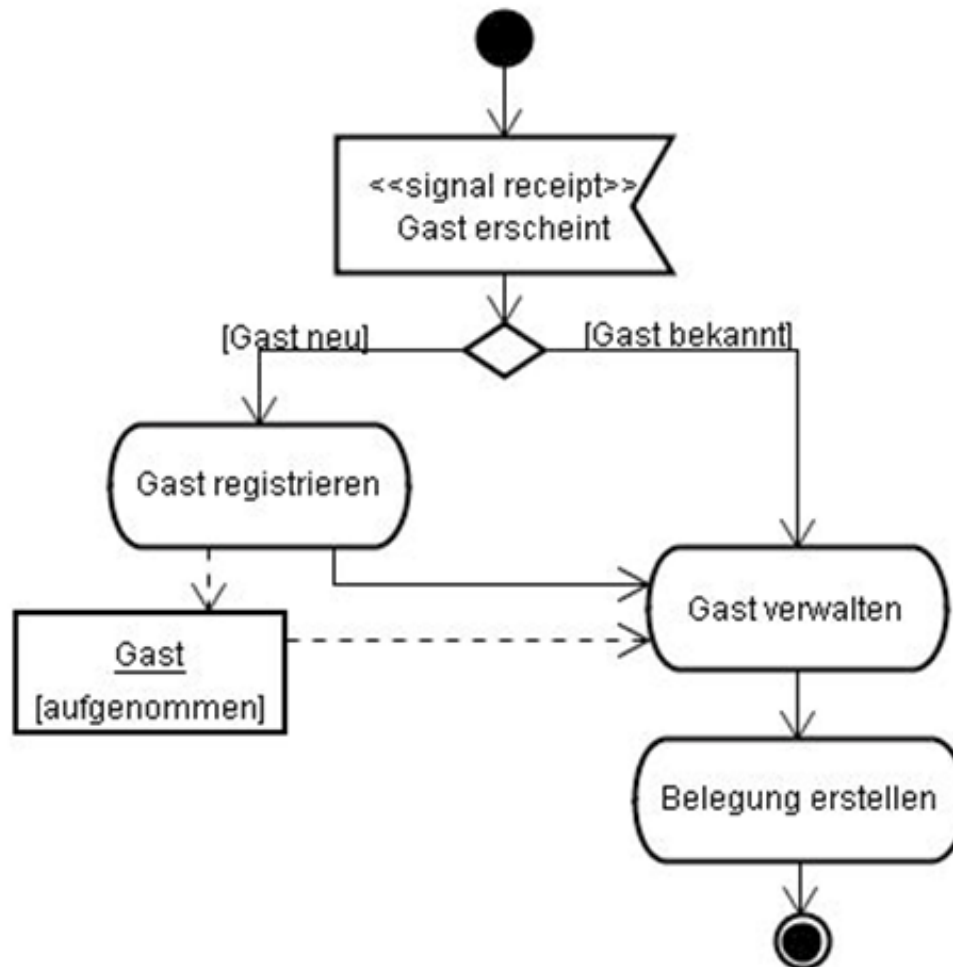 <<signal receipt>>
Gast erscheint
[Gast neu]
[Gast bekannt]
Gast registrieren
Gast verwalten
Gast
[aufgenommen]
Belegung erstellen